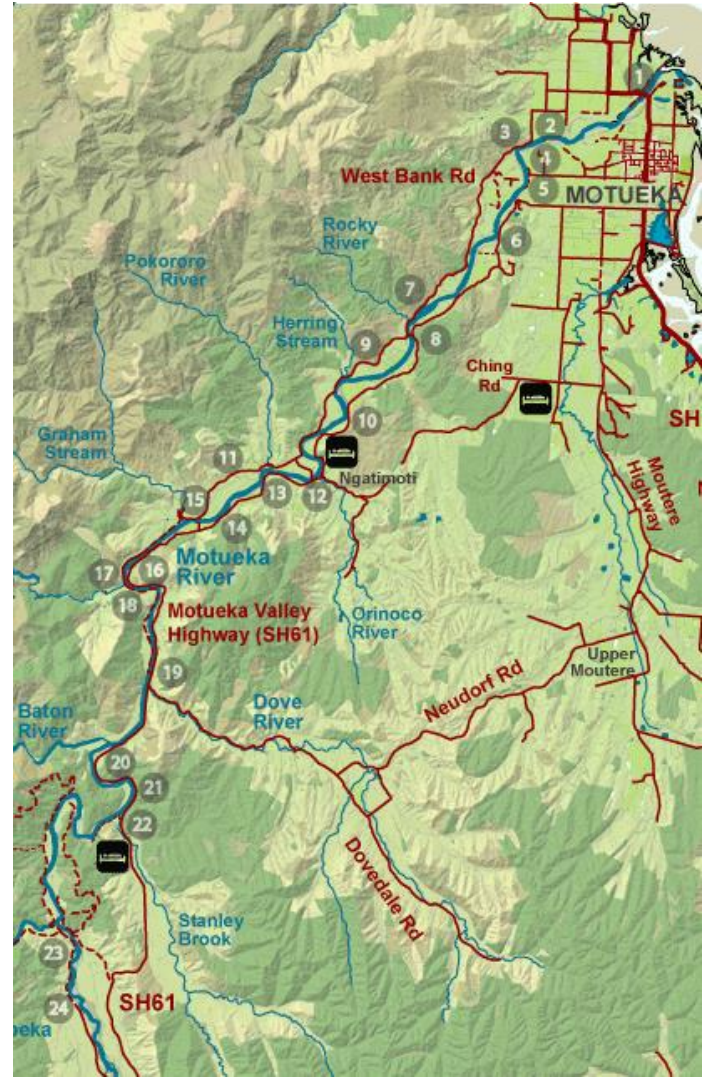 1
2
3
4
West Bank Rd
5
MOTUEKA
Rocky
River
6
Pokororo
River
7
Herring
Stream
8
9
Ching
Rd
SH
10
Moutere
Highway
Graham
Stream
11
Ngatimoti
15
13
12
14
Motueka
River
17
16
18
Motueka Valley
Highway (SH61)
Orinoco
River
Upper
Moutere
19
Neudorf Rd
Dove
River
Baton
River
20
21
22
Dovedale Rd
Stanley
Brook
23
24
SH61
peka